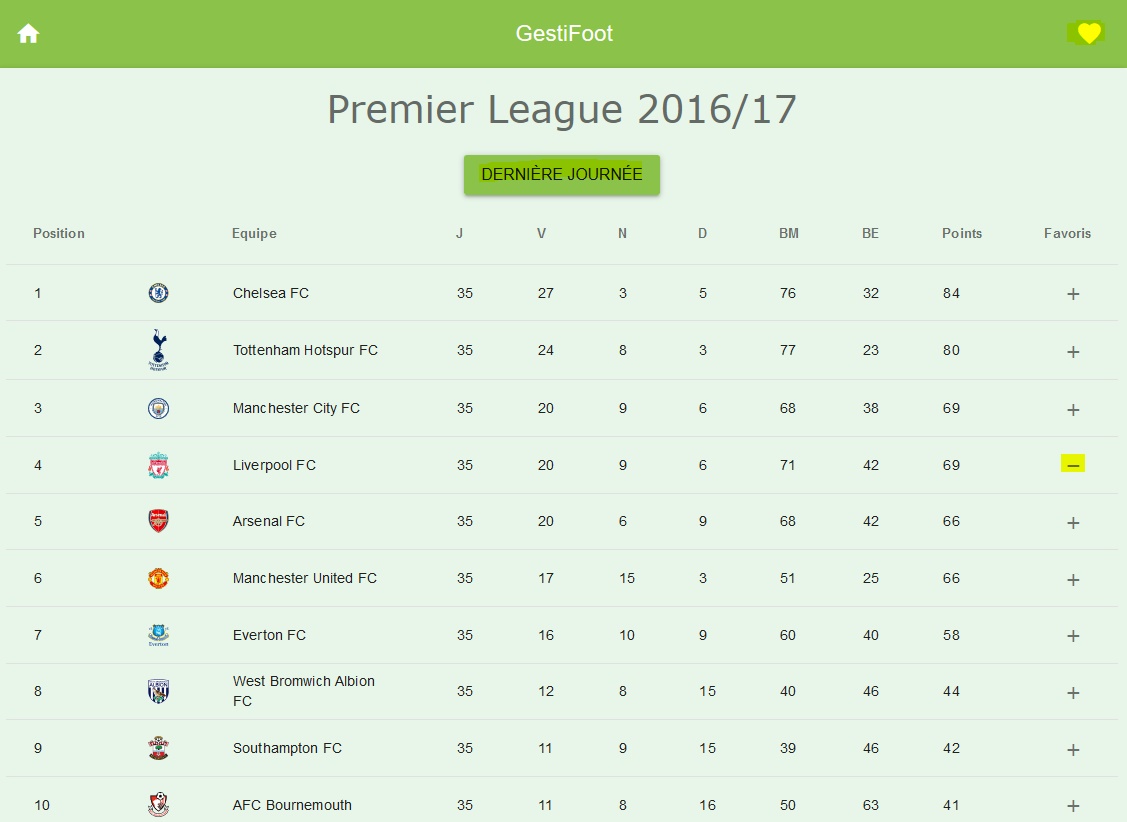 GestiFoot
Premier League 2016/17
DERNIÈRE JOURNÉE
Position Equipe J V N D BM BE Points Favoris
1 Chelsea FC 35 27 3 5 76 32 84 +
2 Tottenham Hotspur FC 35 24 8 3 77 23 80 +
3 Manchester City FC 35 20 9 6 68 38 69 +
4 Liverpool FC 35 20 9 6 71 42 69 −
5 Arsenal FC 35 20 6 9 68 42 66 +
6 Manchester United FC 35 17 15 3 51 25 66 +
7 Everton FC 35 16 10 9 60 40 58 +
8 West Bromwich Albion
FC 35 12 8 15 40 46 44 +
9 Southampton FC 35 11 9 15 39 46 42 +
10 AFC Bournemouth 35 11 8 16 50 63 41 +